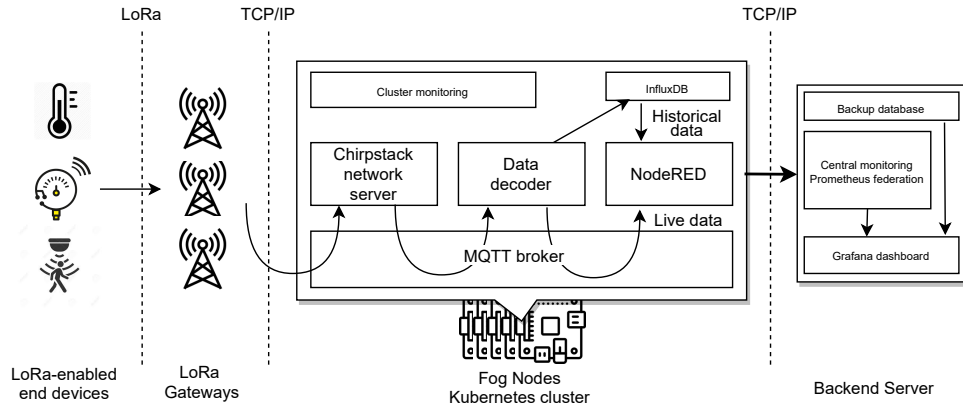 LoRa
TCP/IP
TCP/IP
Cluster monitoring
InfluxDB
Historical
data
Chirpstack
network
server
Data
decoder
NodeRED
Live data
MQTT broker
Backup database
Central monitoring
Prometheus federation
Grafana dashboard
LoRa-enabled
end devices
LoRa
Gateways
Fog Nodes
Kubernetes cluster
Backend Server